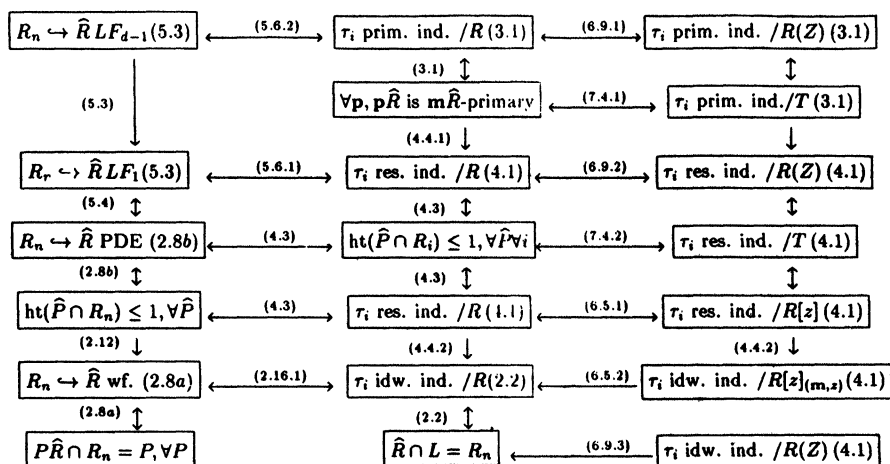 R_n ↪ R̂ LF_{d−1}(5.3) (5.6.2) τ_i prim. ind. /R (3.1) (6.9.1) τ_i prim. ind. /R(Z) (3.1)
(3.1)
(5.3) ∀p, pR̂ is mR̂-primary (7.4.1) τ_i prim. ind./T (3.1)
(4.4.1)
R_r ↪ R̂ LF_1(5.3) (5.6.1) τ_i res. ind. /R (4.1) (6.9.2) τ_i res. ind. /R(Z) (4.1)
(5.4) (4.3)
R_n ↪ R̂ PDE (2.8b) (4.3) ht(P̂ ∩ R_i) ≤ 1, ∀P̂∀i (7.4.2) τ_i res. ind. /T (4.1)
(2.8b) (4.3)
ht(P̂ ∩ R_n) ≤ 1, ∀P̂ (4.3) τ_i res. ind. /R (4.1) (6.5.1) τ_i res. ind. /R[z] (4.1)
(2.12) (4.4.2) (4.4.2)
R_n ↪ R̂ wf. (2.8a) (2.16.1) τ_i idw. ind. /R(2.2) (6.5.2) τ_i idw. ind. /R[z]_{(m,z)} (4.1)
(2.8a) (2.2)
PR̂ ∩ R_n = P, ∀P R̂ ∩ L = R_n (6.9.3) τ_i idw. ind. /R(Z) (4.1)